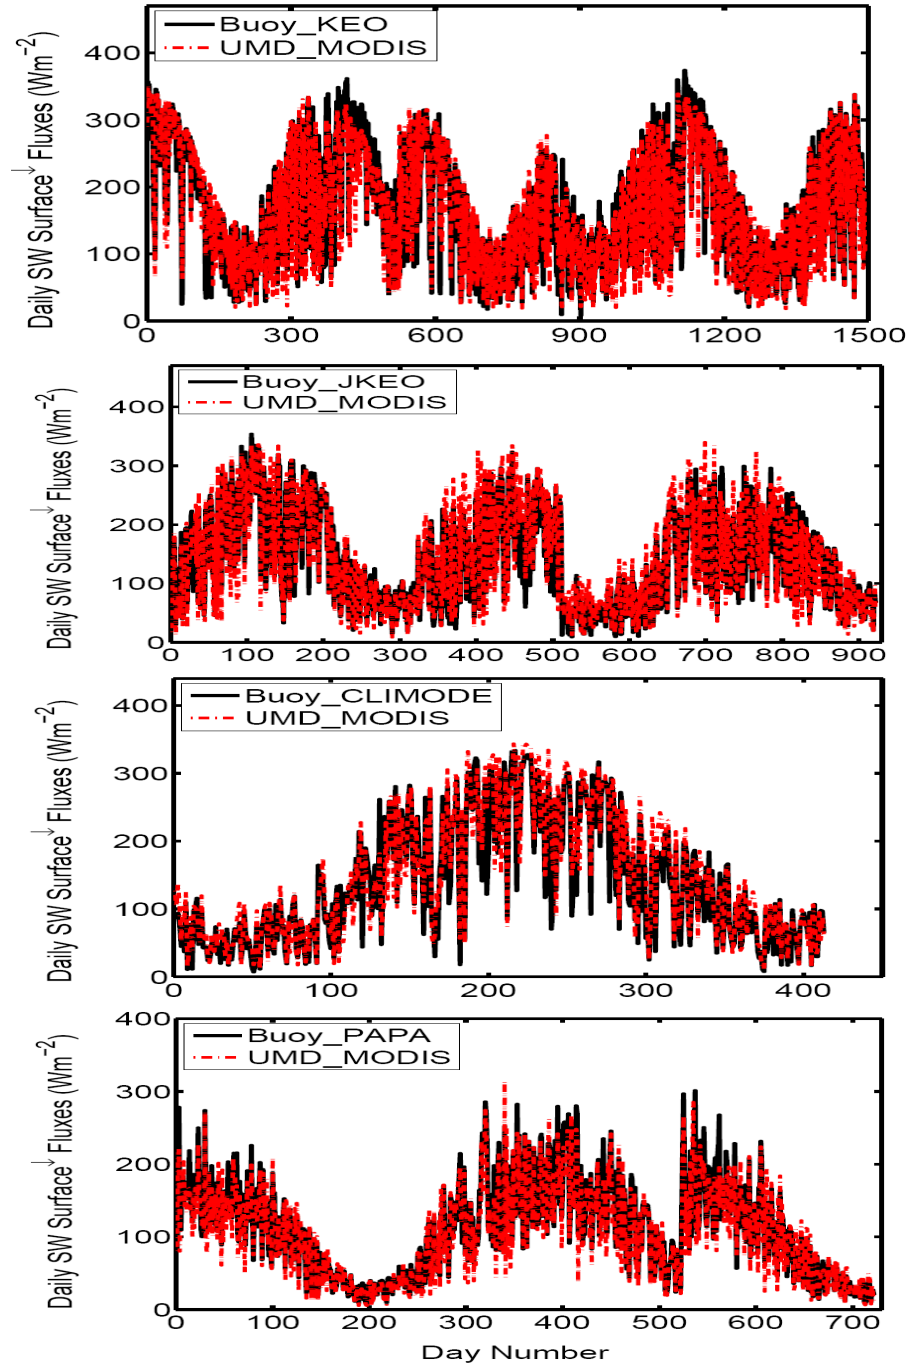 Buoy_KEO
UMD_MODIS
Daily SW Surface↓ Fluxes (Wm−2)
400
300
200
100
0
0 300 600 900 1200 1500
Buoy_JKEO
UMD_MODIS
Daily SW Surface↓ Fluxes (Wm−2)
400
300
200
100
0
0 100 200 300 400 500 600 700 800 900
Buoy_CLIMODE
UMD_MODIS
Daily SW Surface↓ Fluxes (Wm−2)
400
300
200
100
0
0 100 200 300 400
Buoy_PAPA
UMD_MODIS
Daily SW Surface↓ Fluxes (Wm−2)
400
300
200
100
0
0 100 200 300 400 500 600 700
Day Number